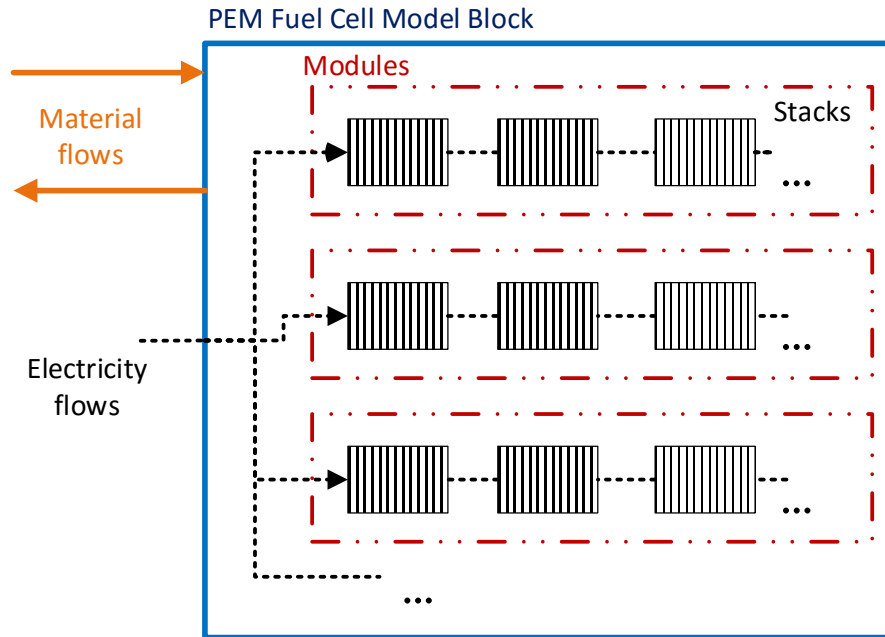 PEM Fuel Cell Model Block
Modules
Stacks
Material
flows
...
...
Electricity
flows
...
...